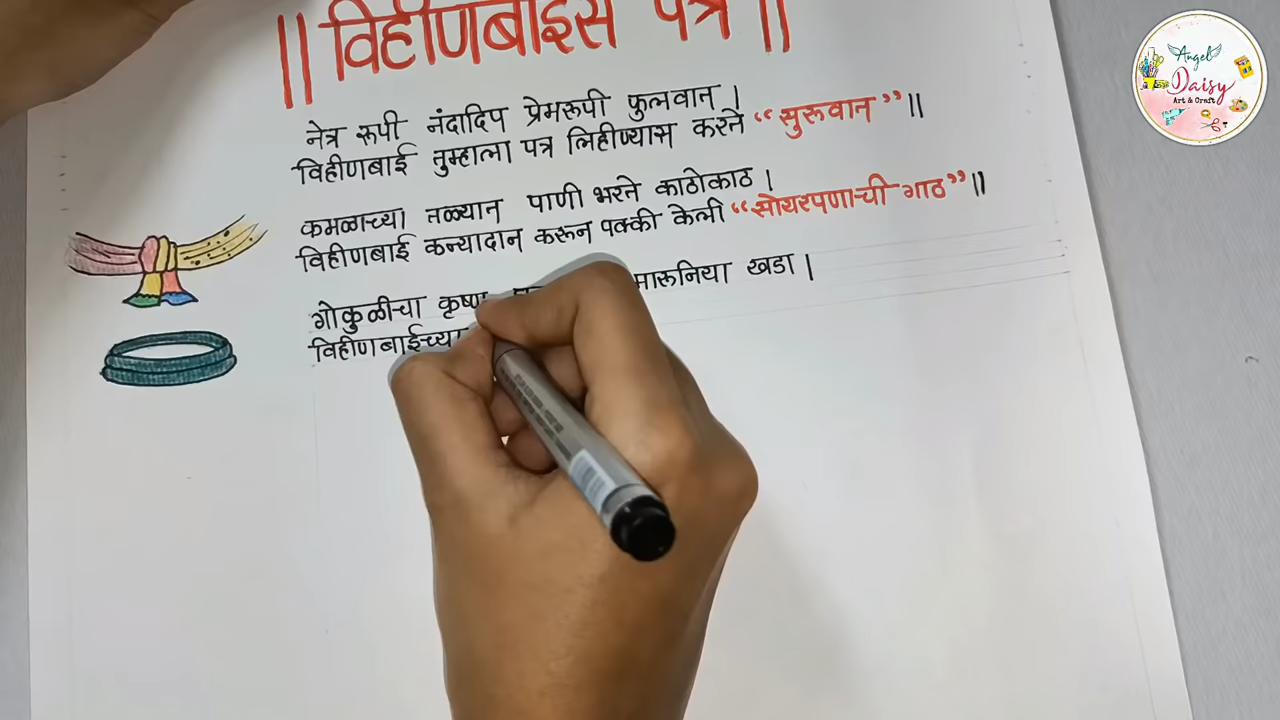 || विहीणबाईस पत्र ||
नेत्र रूपी नंदादिप प्रेमरूपी फुलवान |
विहीणबाई तुम्हाला पत्र लिहीण्यास करते “सुरूवान” ||
कमळाच्या तळ्यान पाणी भरते काठोकाठ |
विहीणबाई कन्यादान करून पक्की केली “सोयरपणाची गाठ” ||
गोकुळीचा कृष्ण मारूनिया खडा |
विहीणबाईच्या
Angel
Daisy
Art & Craft